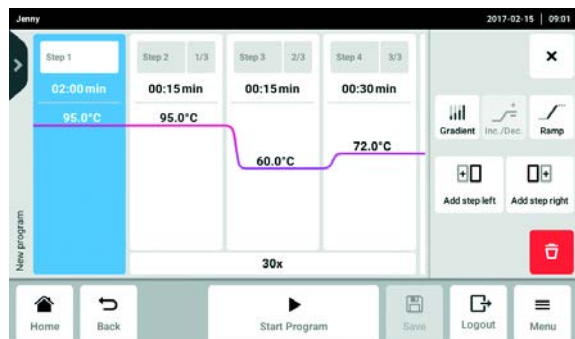 Jenny
2017-02-15 | 09:01
Step 1
Step 2 1/3
Step 3 2/3
Step 4 3/3
02:00 min
00:15 min
00:15 min
00:30 min
95.0°C
95.0°C
60.0°C
72.0°C
30x
New program
Gradient
Inc./Dec.
Ramp
Add step left
Add step right
Home
Back
Start Program
Save
Logout
Menu